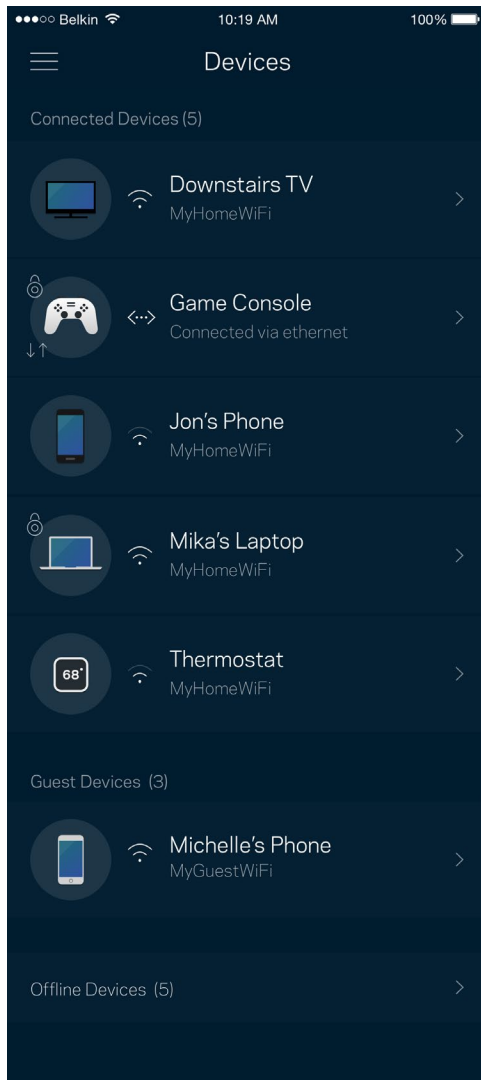 Belkin 10:19 AM 100%
Devices
Connected Devices (5)
Downstairs TV
MyHomeWiFi
Game Console
Connected via ethernet
Jon's Phone
MyHomeWiFi
Mika's Laptop
MyHomeWiFi
68°
Thermostat
MyHomeWiFi
Guest Devices (3)
Michelle's Phone
MyGuestWiFi
Offline Devices (5)